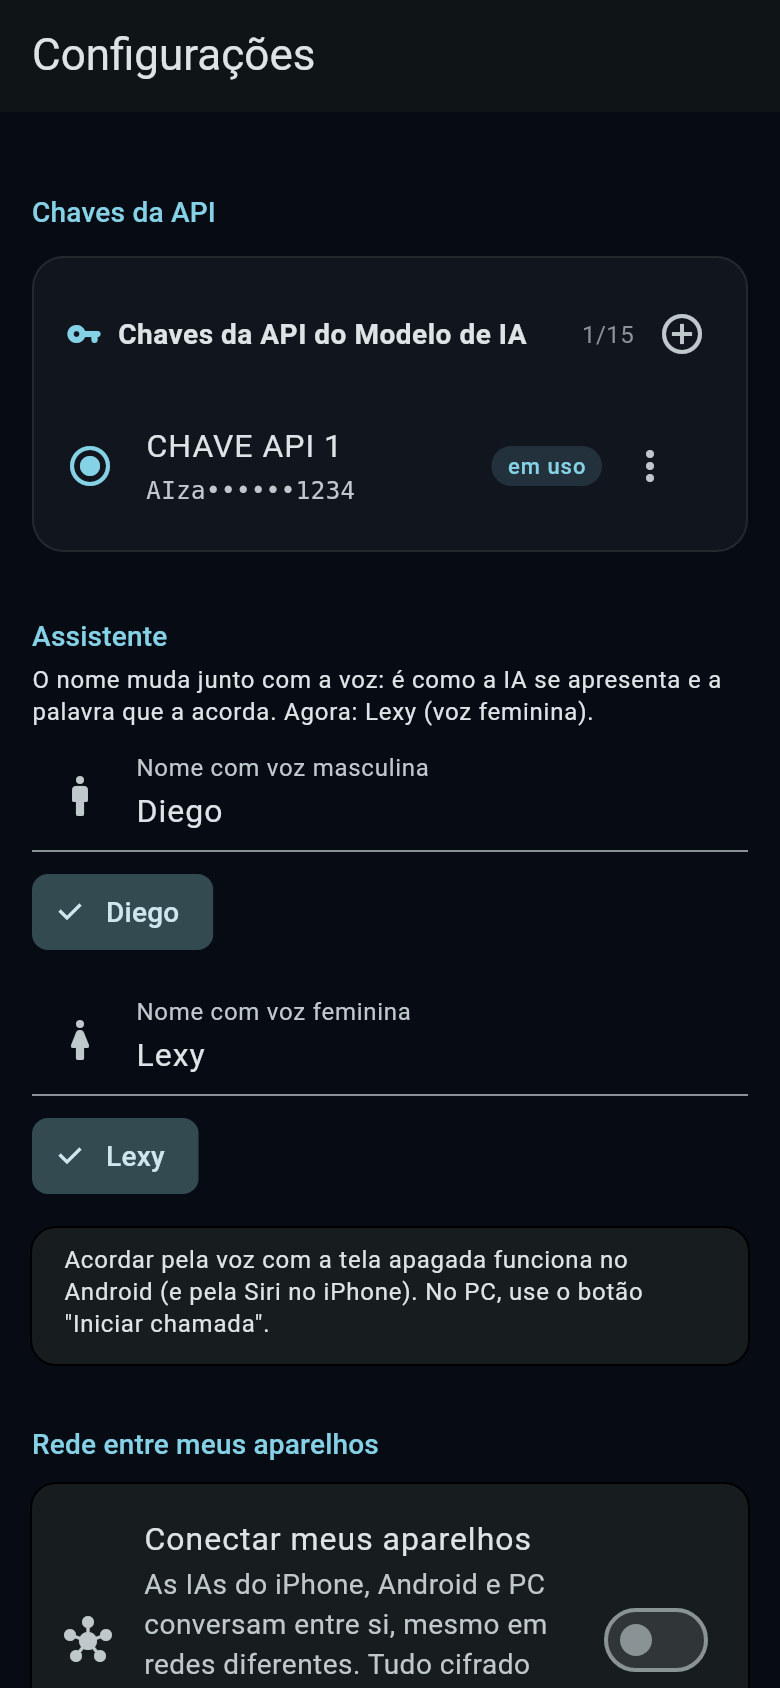 Configurações
Chaves da API
Chaves da API do Modelo de IA 1/15
CHAVE API 1
AIza••••••1234
em uso
Assistente
O nome muda junto com a voz: é como a IA se apresenta e a
palavra que a acorda. Agora: Lexy (voz feminina).
Nome com voz masculina
Diego
Diego
Nome com voz feminina
Lexy
Lexy
Acordar pela voz com a tela apagada funciona no
Android (e pela Siri no iPhone). No PC, use o botão
"Iniciar chamada".
Rede entre meus aparelhos
Conectar meus aparelhos
As IAs do iPhone, Android e PC
conversam entre si, mesmo em
redes diferentes. Tudo cifrado